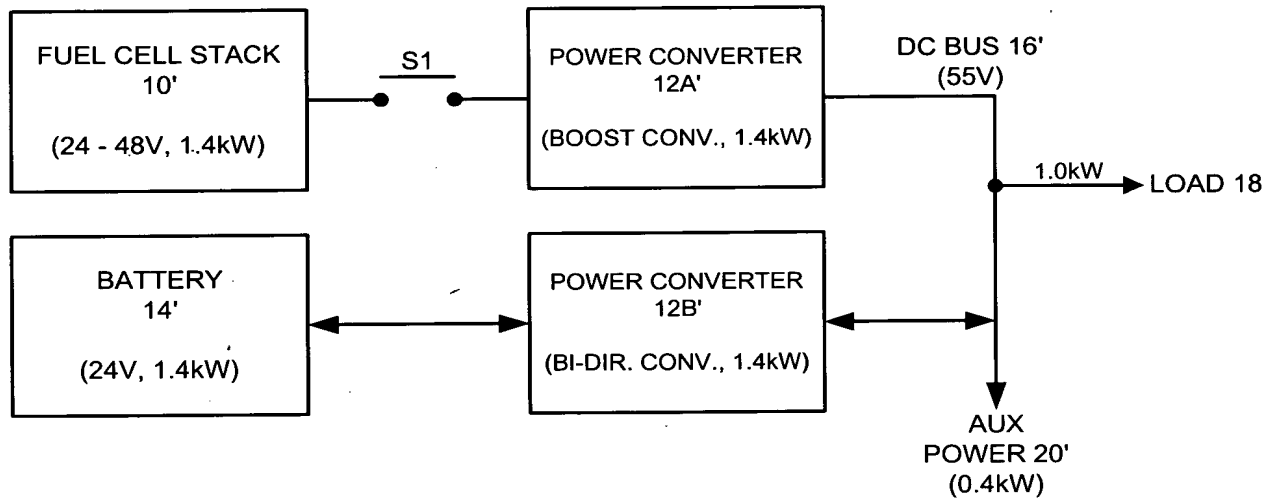 FUEL CELL STACK
10'
(24 - 48V, 1.4kW)
S1
POWER CONVERTER
12A'
(BOOST CONV., 1.4kW)
DC BUS 16'
(55V)
1.0kW
LOAD 18
BATTERY
14'
(24V, 1.4kW)
POWER CONVERTER
12B'
(BI-DIR. CONV., 1.4kW)
AUX
POWER 20'
(0.4kW)